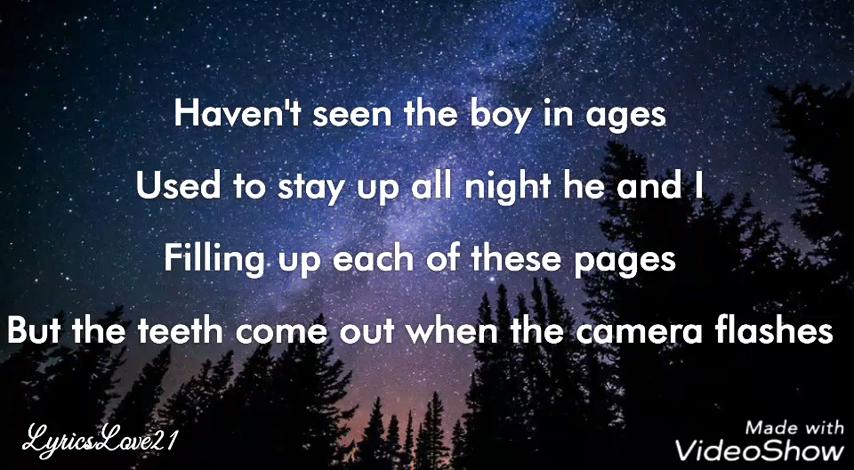 Haven't seen the boy in ages
Used to stay up all night he and I
Filling up each of these pages
But the teeth come out when the camera flashes
LyricsLove21
Made with
VideoShow